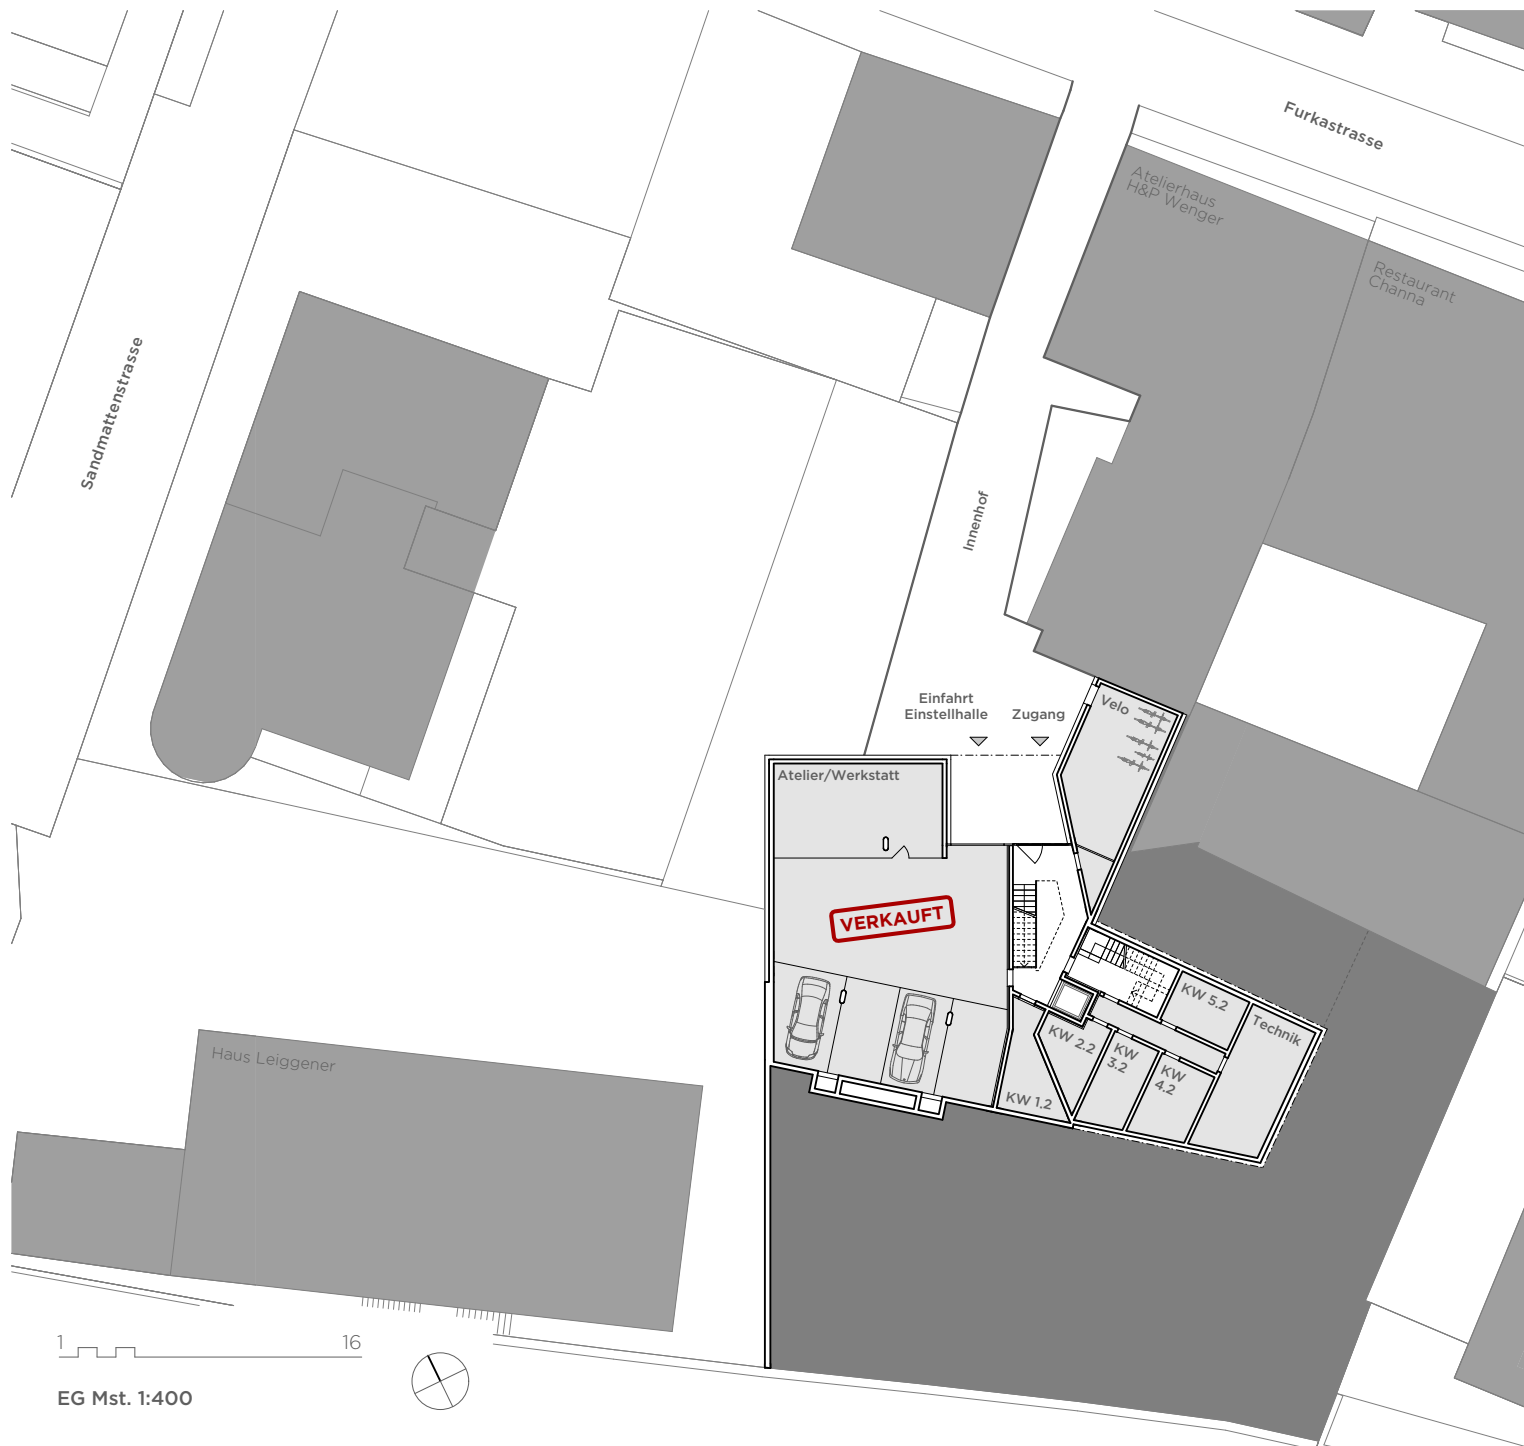 Furkastrasse
Atelierhaus
H&P Wenger
Restaurant
Channa
Sandmattenstrasse
Innenhof
Einfahrt
Einstellhalle
Zugang
Velo
Atelier/Werkstatt
VERKAUFT
KW 5.2
Technik
KW 2.2
KW
3.2
KW
4.2
KW 1.2
Haus Leiggener
1
16
EG Mst. 1:400